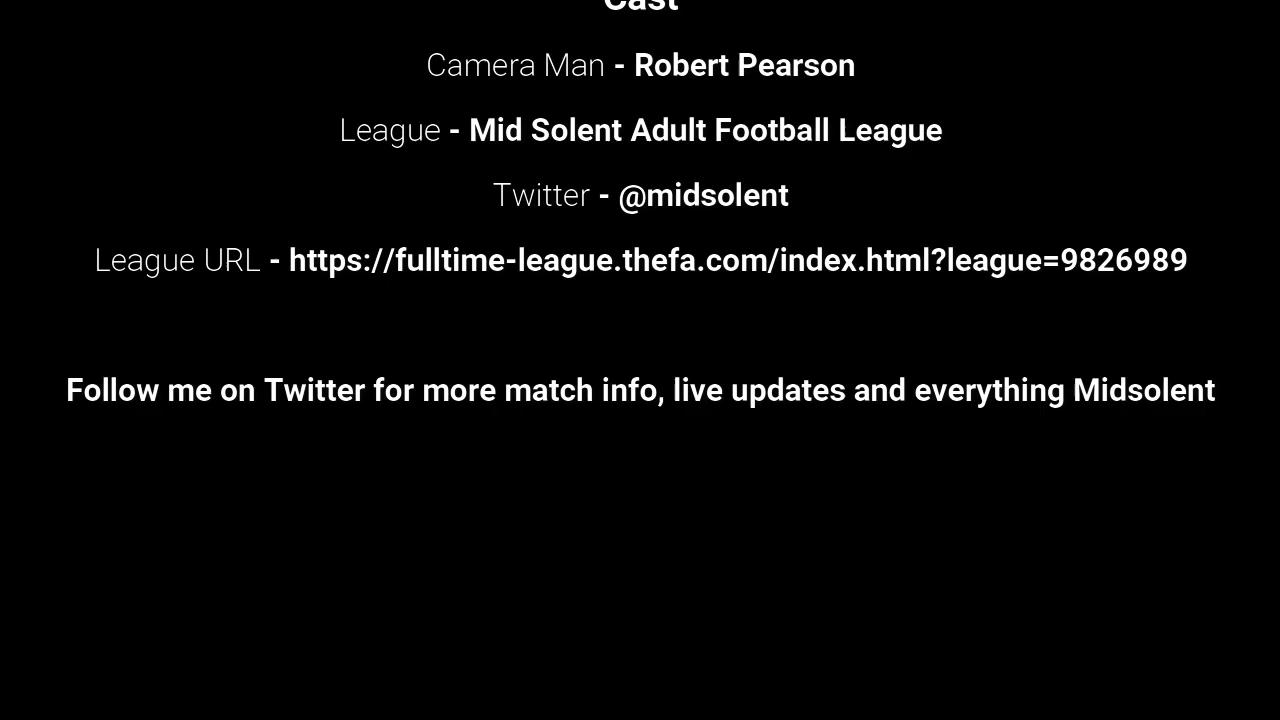 Cast
Camera Man - Robert Pearson
League - Mid Solent Adult Football League
Twitter - @midsolent
League URL - https://fulltime-league.thefa.com/index.html?league=9826989
Follow me on Twitter for more match info, live updates and everything Midsolent